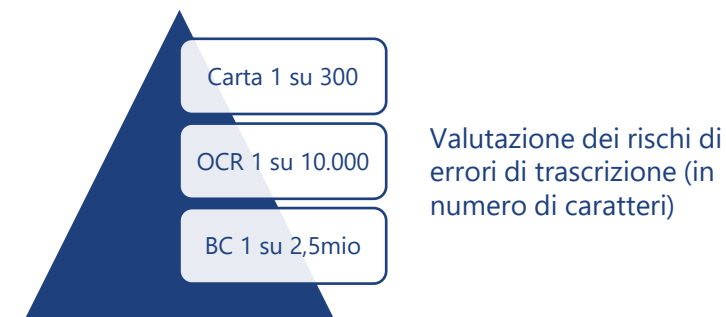 Carta 1 su 300
OCR 1 su 10.000
BC 1 su 2,5mio
Valutazione dei rischi di
errori di trascrizione (in
numero di caratteri)